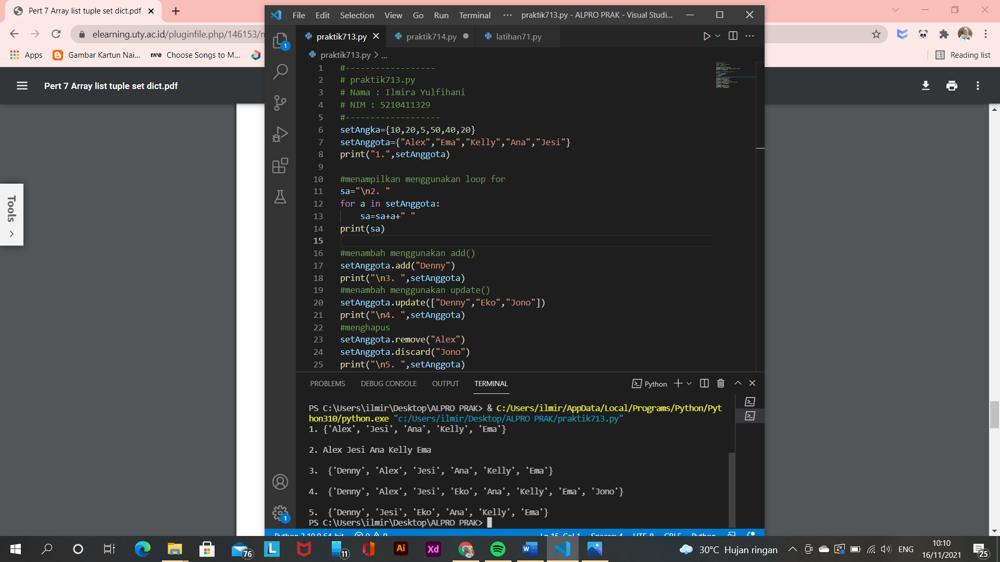 Pert 7 Array list tuple set dict.pdf
elearning.uty.ac.id/pluginfile.php/146153/m
Apps
Gambar Kartun Nai...
rave
Choose Songs to M...
Reading list
Pert 7 Array list tuple set dict.pdf
Tools
File Edit Selection View Go Run Terminal ... praktik713.py - ALPRO PRAK - Visual Studi...
praktik713.py praktik714.py latihan71.py
praktik713.py > ...
1 #------------------
2 # praktik713.py
3 # Nama : Ilmira Yulfihani
4 # NIM : 5210411329
5 #-------------------
6 setAngka={10,20,5,50,40,20}
7 setAnggota={"Alex","Ema","Kelly","Ana","Jesi"}
8 print("1.",setAnggota)
9
10 #menampilkan menggunakan loop for
11 sa="\n2. "
12 for a in setAnggota:
13 sa=sa+a+" "
14 print(sa)
15
16 #menambah menggunakan add()
17 setAnggota.add("Denny")
18 print("\n3. ",setAnggota)
19 #menambah menggunakan update()
20 setAnggota.update(["Denny","Eko","Jono"])
21 print("\n4. ",setAnggota)
22 #menghapus
23 setAnggota.remove("Alex")
24 setAnggota.discard("Jono")
25 print("\n5. ",setAnggota)
1
PROBLEMS DEBUG CONSOLE OUTPUT TERMINAL Python
PS C:\Users\ilmir\Desktop\ALPRO PRAK> & C:/Users/ilmir/AppData/Local/Programs/Python/Pyt
hon310/python.exe "c:/Users/ilmir/Desktop/ALPRO PRAK/praktik713.py"
1. {'Alex', 'Jesi', 'Ana', 'Kelly', 'Ema'}
2. Alex Jesi Ana Kelly Ema
3.  {'Denny', 'Alex', 'Jesi', 'Ana', 'Kelly', 'Ema'}
4.  {'Denny', 'Alex', 'Jesi', 'Eko', 'Ana', 'Kelly', 'Ema', 'Jono'}
5.  {'Denny', 'Jesi', 'Eko', 'Ana', 'Kelly', 'Ema'}
PS C:\Users\ilmir\Desktop\ALPRO PRAK>
1
Python 3.10.0 64-bit 0 0 Ln 15, Col 1 Spaces: 4 UTF-8 CRLF Python
76 L 11 Ai Xd W 30°C Hujan ringan ENG
10:10
16/11/2021
25